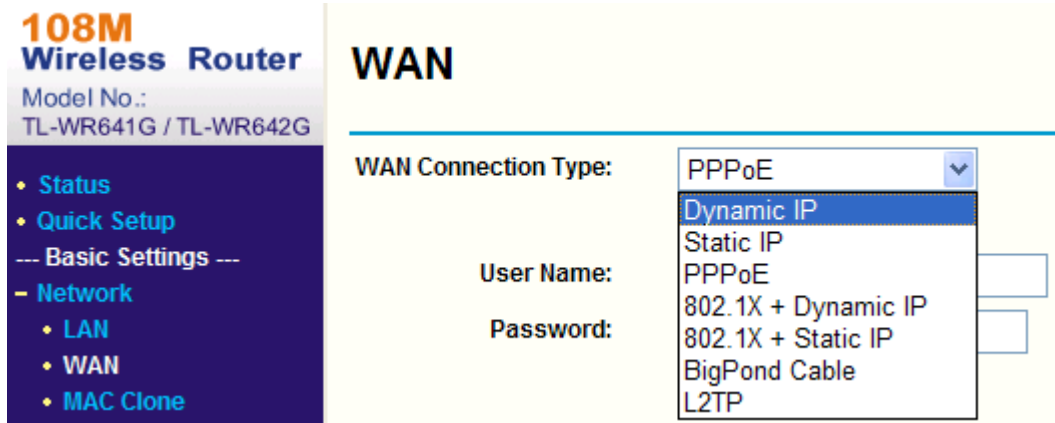 108M
Wireless Router
Model No.:
TL-WR641G / TL-WR642G
• Status
• Quick Setup
--- Basic Settings ---
– Network
• LAN
• WAN
• MAC Clone
WAN
WAN Connection Type:
PPPoE
Dynamic IP
Static IP
PPPoE
802.1X + Dynamic IP
802.1X + Static IP
BigPond Cable
L2TP
User Name:
Password: